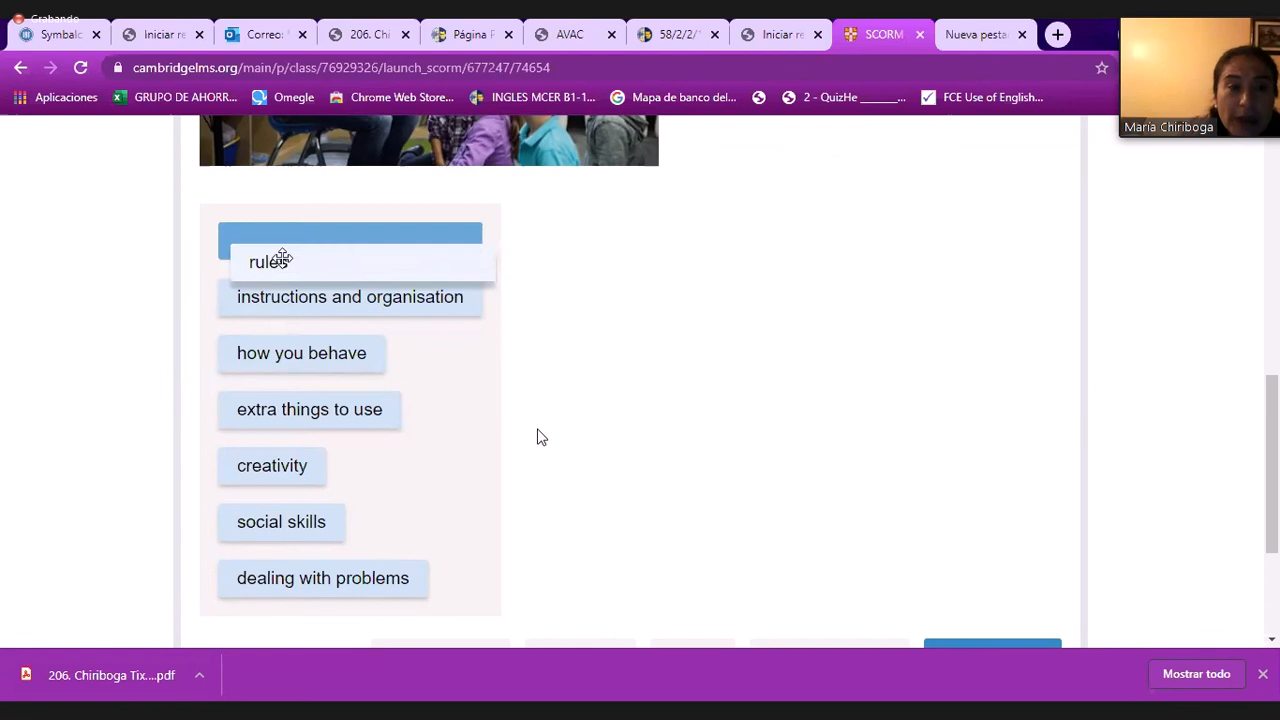 Grabando
Symbalo
Iniciar re
Correo:
206. Chi
Página P
AVAC
58/2/2/
Iniciar re
SCORM
Nueva pesta
cambridgelms.org/main/p/class/76929326/launch_scorm/677247/74654
Aplicaciones
GRUPO DE AHORR...
Omegle
Chrome Web Store...
INGLES MCER B1-1...
Mapa de banco del...
2 - QuizHe ______...
FCE Use of English...
María Chiriboga
rules
instructions and organisation
how you behave
extra things to use
creativity
social skills
dealing with problems
206. Chiriboga Tix....pdf
Mostrar todo